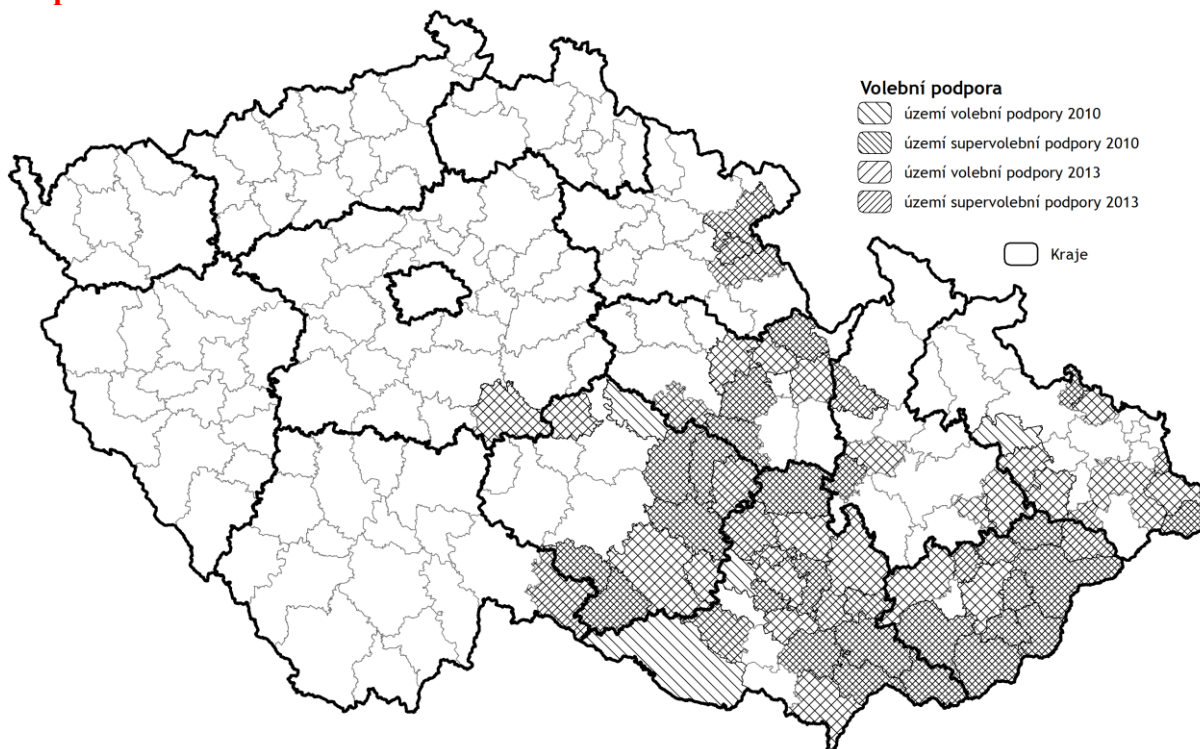 Volební podpora
území volební podpory 2010
území supervolební podpory 2010
území volební podpory 2013
území supervolební podpory 2013
Kraje